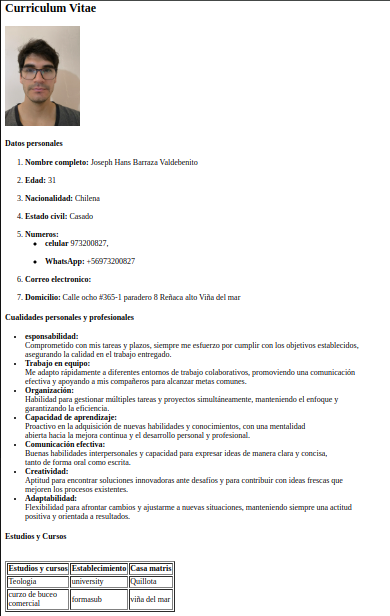 Curriculum Vitae
Datos personales
1. Nombre completo: Joseph Hans Barraza Valdebenito
2. Edad: 31
3. Nacionalidad: Chilena
4. Estado civil: Casado
5. Numeros:
• celular 973200827,
• WhatsApp: +56973200827
6. Correo electronico:
7. Domicilio: Calle ocho #365-1 paradero 8 Reñaca alto Viña del mar
Cualidades personales y profesionales
• esponsabilidad:
Comprometido con mis tareas y plazos, siempre me esfuerzo por cumplir con los objetivos establecidos,
asegurando la calidad en el trabajo entregado.
• Trabajo en equipo:
Me adapto rápidamente a diferentes entornos de trabajo colaborativos, promoviendo una comunicación
efectiva y apoyando a mis compañeros para alcanzar metas comunes.
• Organización:
Habilidad para gestionar múltiples tareas y proyectos simultáneamente, manteniendo el enfoque y
garantizando la eficiencia.
• Capacidad de aprendizaje:
Proactivo en la adquisición de nuevas habilidades y conocimientos, con una mentalidad
abierta hacia la mejora continua y el desarrollo personal y profesional.
• Comunicación efectiva:
Buenas habilidades interpersonales y capacidad para expresar ideas de manera clara y concisa,
tanto de forma oral como escrita.
• Creatividad:
Aptitud para encontrar soluciones innovadoras ante desafíos y para contribuir con ideas frescas que
mejoren los procesos existentes.
• Adaptabilidad:
Flexibilidad para afrontar cambios y ajustarme a nuevas situaciones, manteniendo siempre una actitud
positiva y orientada a resultados.
Estudios y Cursos
Estudios y cursos Establecimiento Casa matris
Teologia university Quillota
curzo de buceo
comercial formasub viña del mar